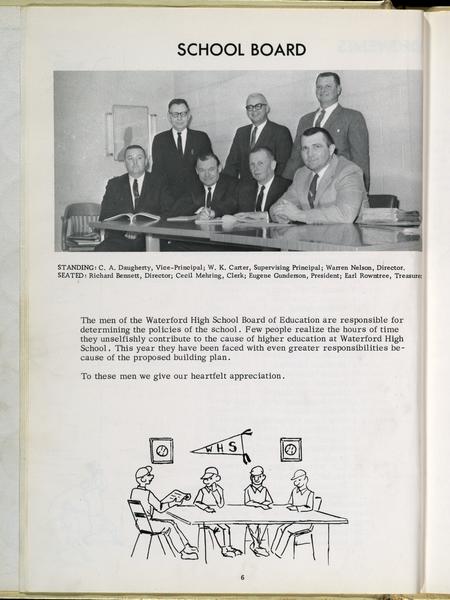 SCHOOL BOARD
STANDING: C. A. Daugherty, Vice-Principal; W. K. Carter, Supervising Principal; Warren Nelson, Director.
SEATED: Richard Bennett, Director; Cecil Mehring, Clerk; Eugene Gunderson, President; Earl Rowntree, Treasurer
The men of the Waterford High School Board of Education are responsible for
determining the policies of the school. Few people realize the hours of time
they unselfishly contribute to the cause of higher education at Waterford High
School. This year they have been faced with even greater responsibilities be-
cause of the proposed building plan.
To these men we give our heartfelt appreciation.
WHS
6